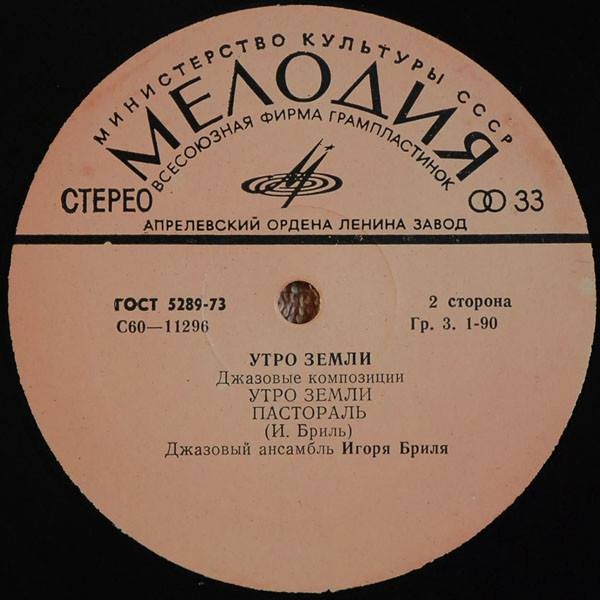 МИНИСТЕРСТВО КУЛЬТУРЫ СССР
МЕЛОДИЯ
ВСЕСОЮЗНАЯ ФИРМА ГРАМПЛАСТИНОК
СТЕРЕО
33
АПРЕЛЕВСКИЙ ОРДЕНА ЛЕНИНА ЗАВОД
ГОСТ 5289-73
2 сторона
С60—11296
Гр. 3. 1-90
УТРО ЗЕМЛИ
Джазовые композиции
УТРО ЗЕМЛИ
ПАСТОРАЛЬ
(И. Бриль)
Джазовый ансамбль Игоря Бриля